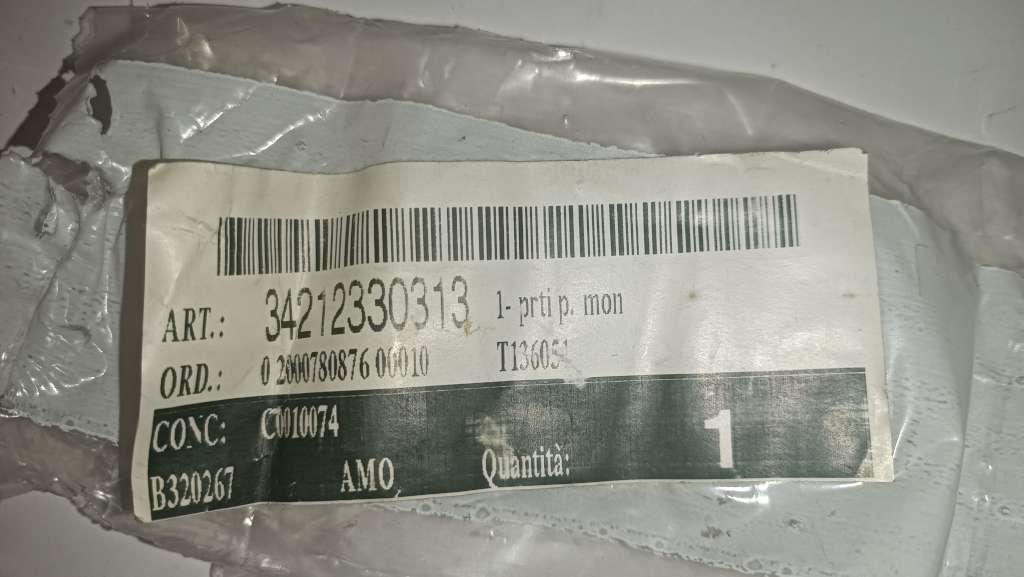 ART.: 34212330313 1- prti p. mon
ORD.: 0 2000780876 00010 T136051
CONC: C0010074
B320267 AMO Quantità: 1